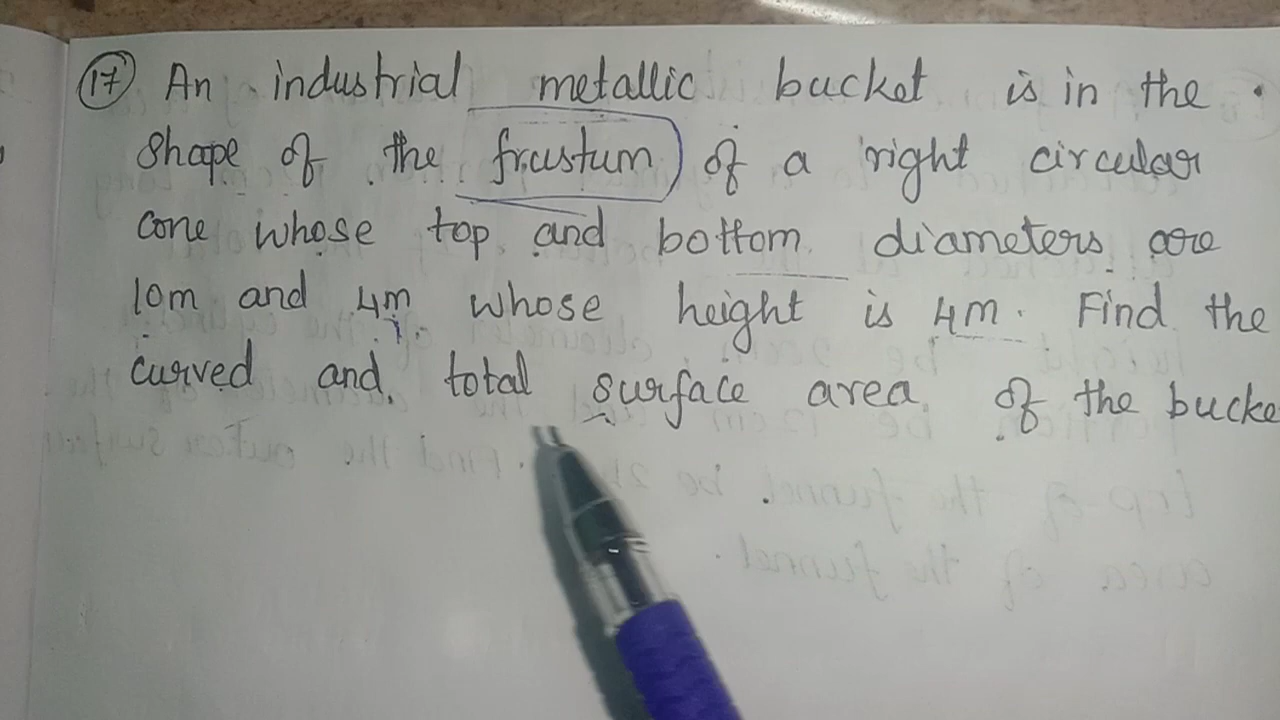 17 An industrial metallic bucket is in the
shape of the frustum of a right circular
cone whose top and bottom diameters are
10m and 4m whose height is 4m. Find the
curved and total surface area of the bucke